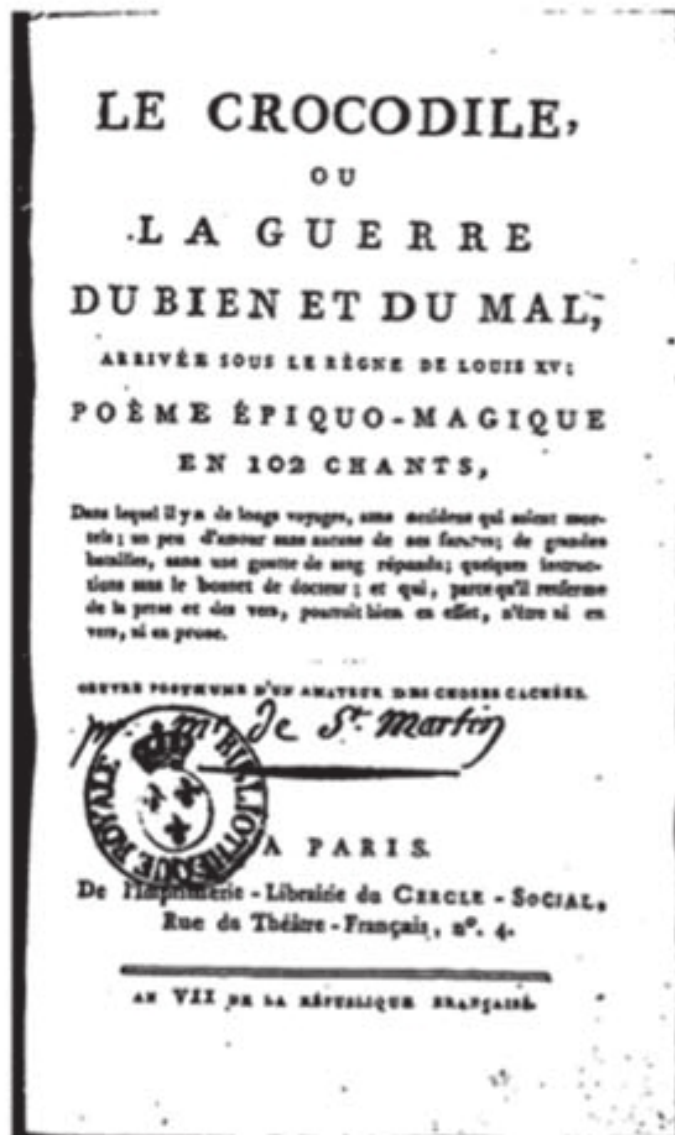 LE CROCODILE,
OU
LA GUERRE
DU BIEN ET DU MAL,
ARRIVÉE SOUS LE RÈGNE DE LOUIS XV;
POÈME ÉPIQUO-MAGIQUE
EN 102 CHANTS,
Dans lequel il y a de longs voyages, sans accidens qui soient mor-
tels; un peu d'amour sans aucune de ses fureurs; de grandes
batailles, sans une goutte de sang répandu; quelques instruc-
tions sans le bonnet de docteur; et qui, parce qu'il renferme
de la prose et des vers, pourroit bien en effet, n'être ni en
vers, ni en prose.
OEUVRE POSTHUME D'UN AMATEUR DES CHOSES CACHÉES.
de St. Martin
BIBLIOTHÈQUE ROYALE
A PARIS.
De l'Imprimerie-Librairie du CERCLE-SOCIAL,
Rue du Théâtre-Français, nº. 4.
AN VII DE LA RÉPUBLIQUE FRANÇAISE.